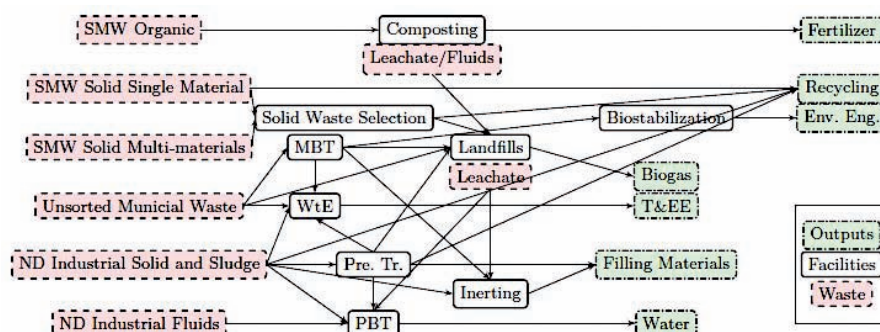 SMW Organic
Composting
Fertilizer
Leachate/Fluids
SMW Solid Single Material
Recycling
Solid Waste Selection
Biostabilization
Env. Eng.
SMW Solid Multi-materials
MBT
Landfills
Leachate
Biogas
Unsorted Municial Waste
WtE
T&EE
Outputs
ND Industrial Solid and Sludge
Pre. Tr.
Filling Materials
Facilities
Inerting
Waste
ND Industrial Fluids
PBT
Water